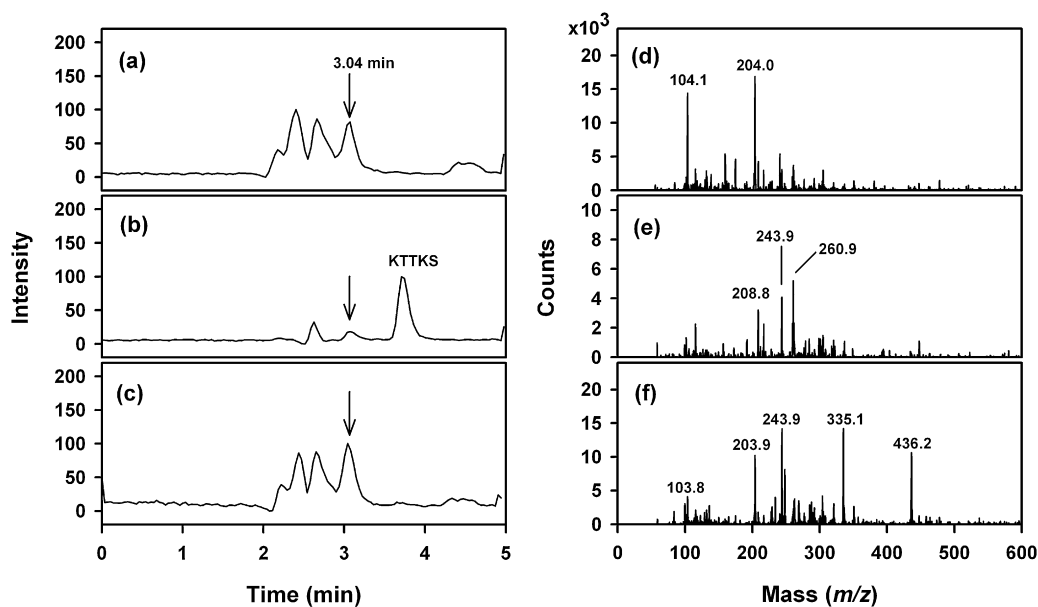 (a)
3.04 min
200
150
100
50
0
(b)
KTTKS
200
150
100
50
0
(c)
200
150
100
50
0
0 1 2 3 4 5
Time (min)
Intensity
x10³
(d)
104.1
204.0
20
15
10
5
0
(e)
243.9
260.9
208.8
10
8
6
4
2
0
(f)
243.9
335.1
436.2
203.9
103.8
20
15
10
5
0
0 100 200 300 400 500 600
Mass (m/z)
Counts